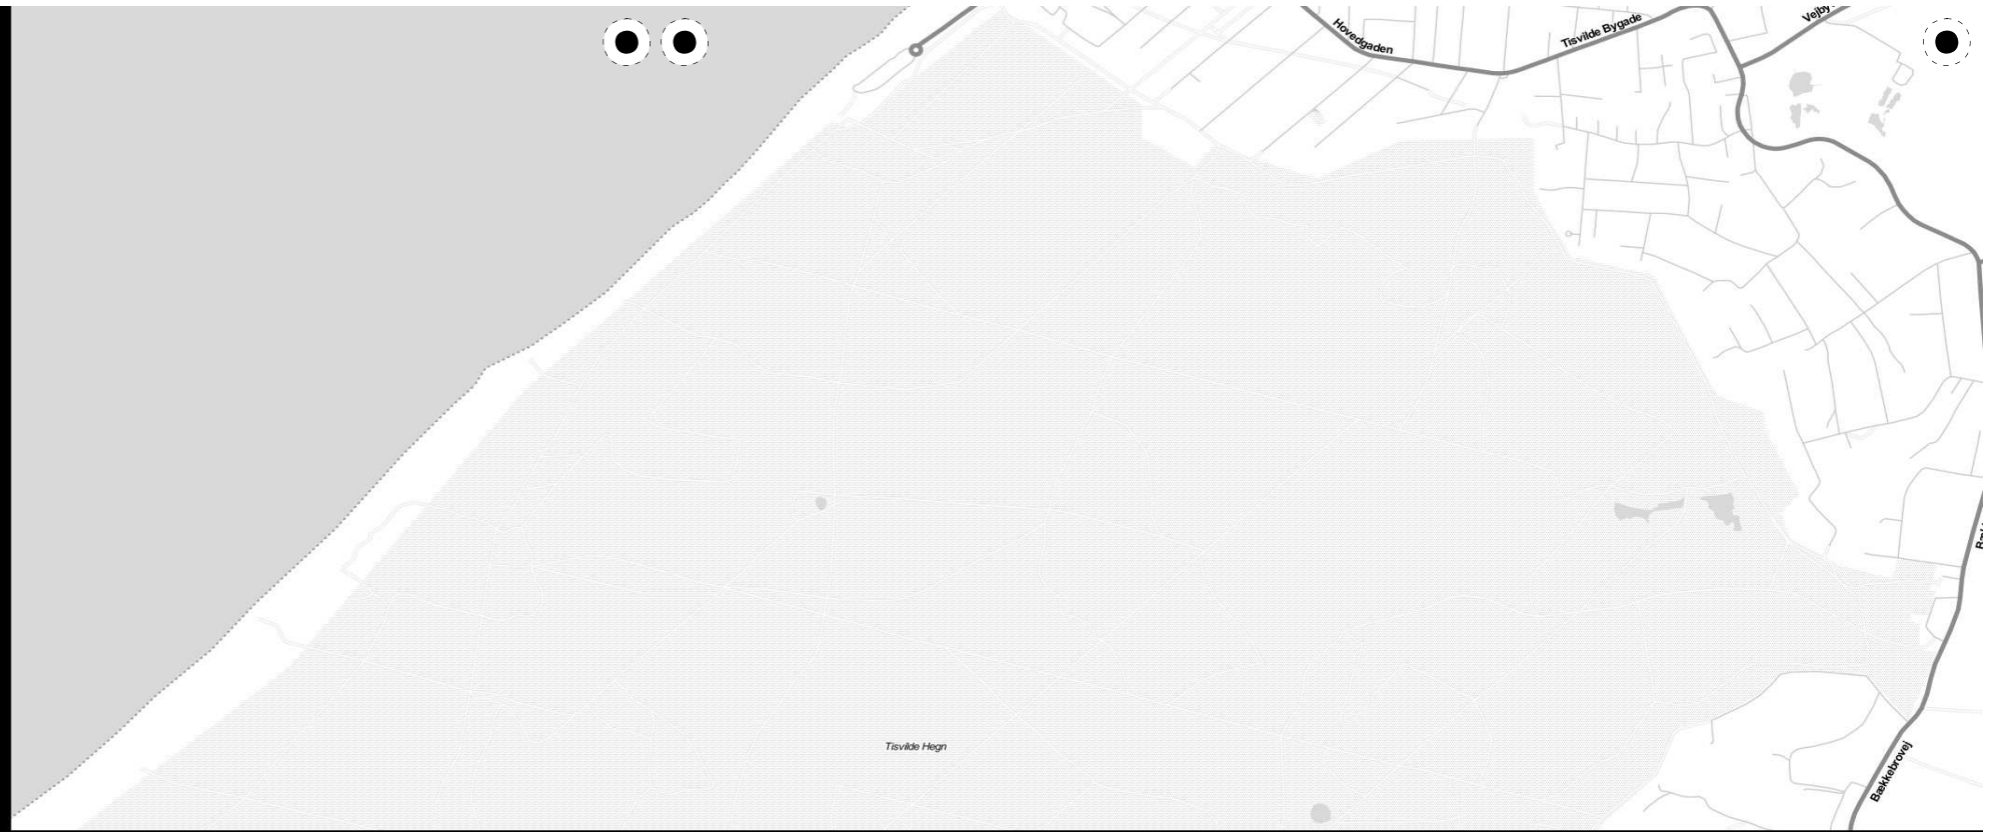 Hovedgaden
Tisvilde Bygade
Vejby
Tisvilde Hegn
Bækkebrovej